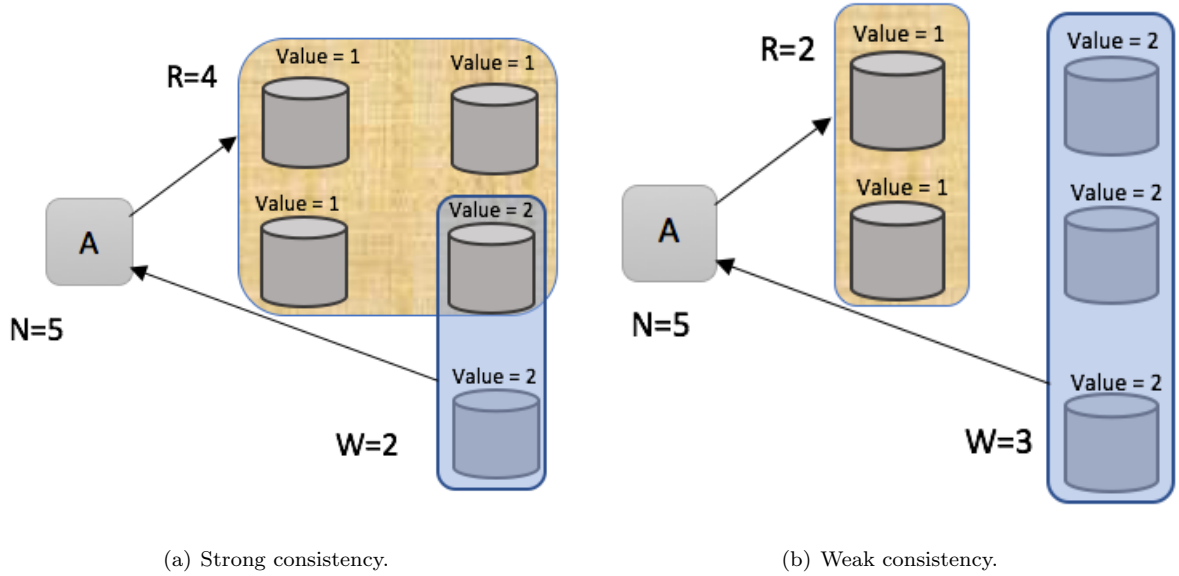 Value = 1
Value = 1
R=4
Value = 1
Value = 2
A
N=5
Value = 2
W=2
(a) Strong consistency.
Value = 1
Value = 2
R=2
Value = 1
Value = 2
A
N=5
Value = 2
W=3
(b) Weak consistency.